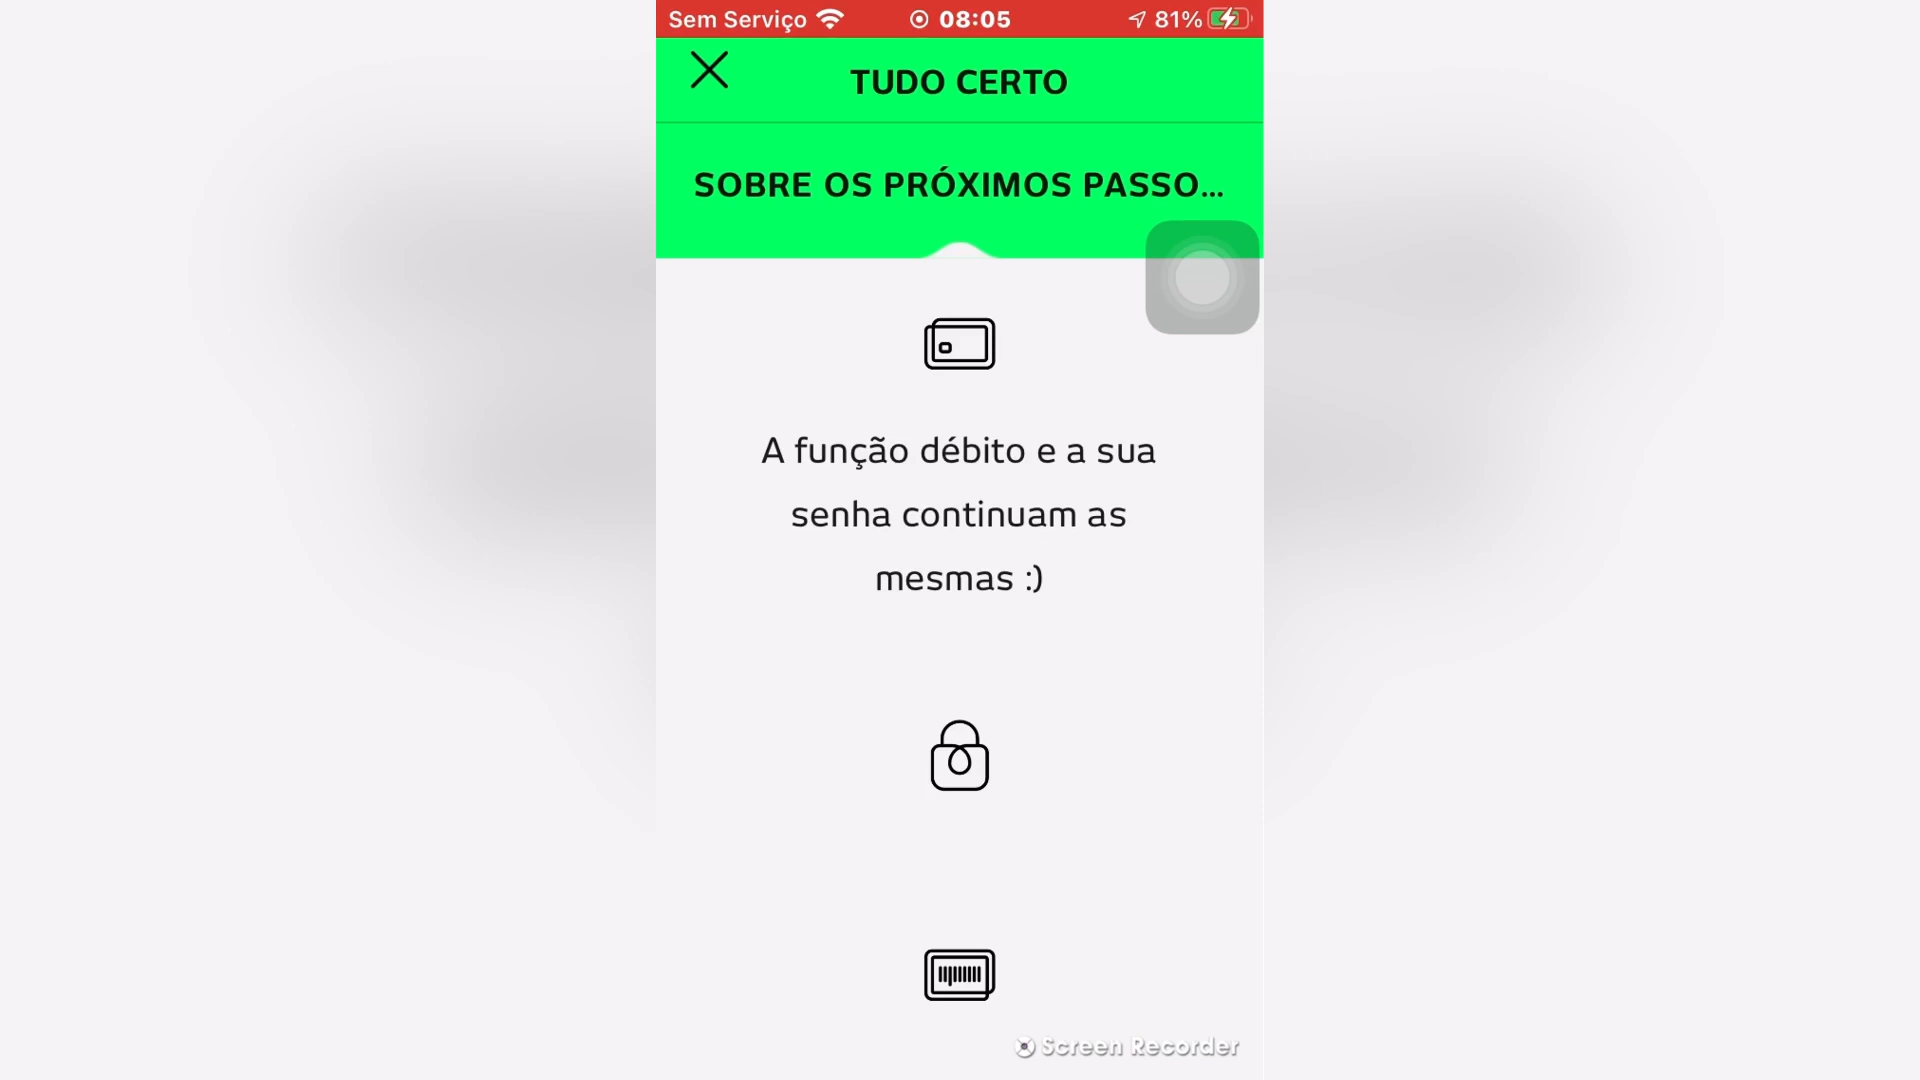 Sem Serviço 08:05 81%
TUDO CERTO
SOBRE OS PRÓXIMOS PASSO...
A função débito e a sua
senha continuam as
mesmas :)
Screen Recorder